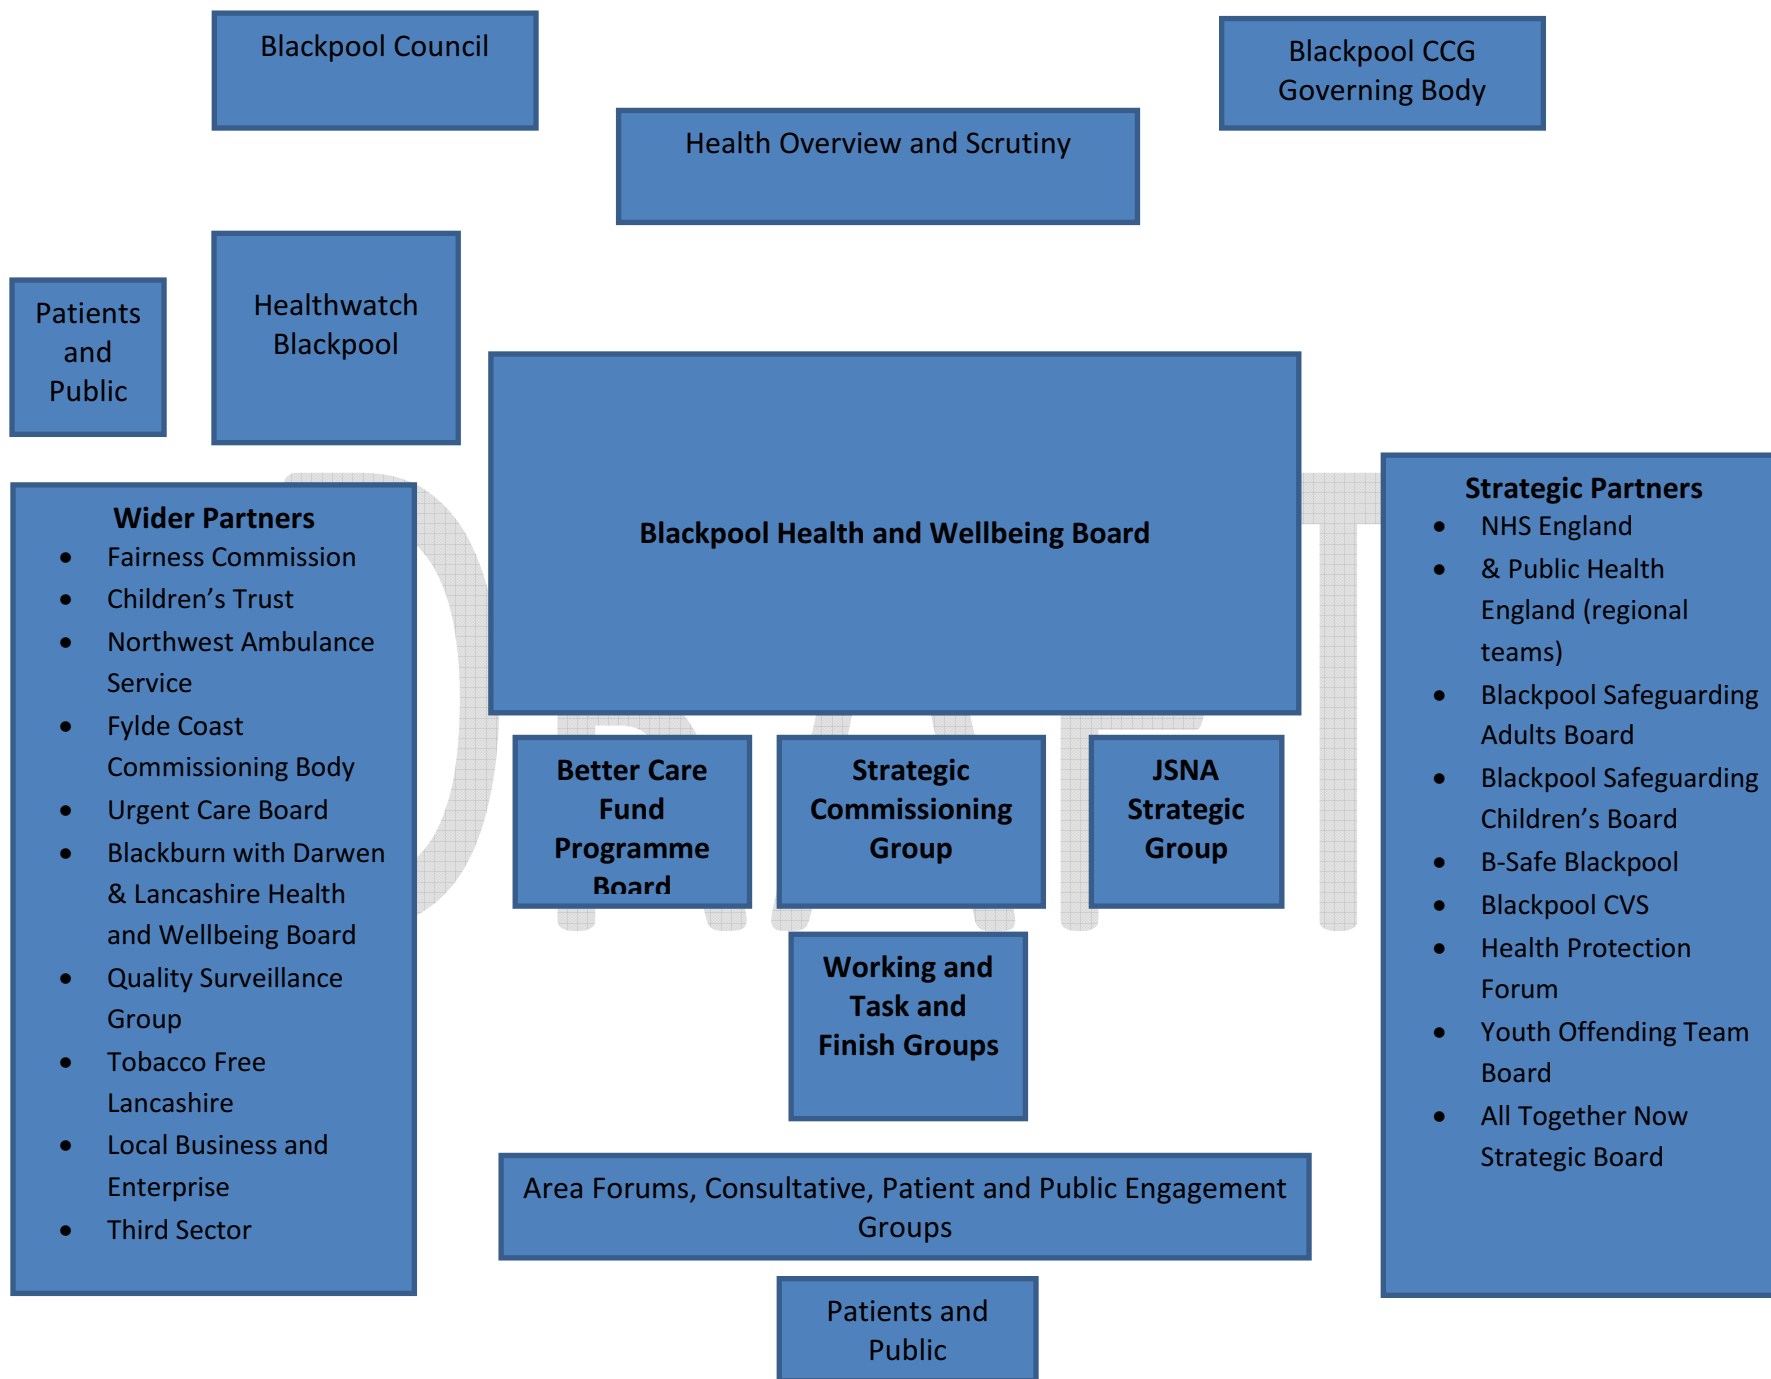 Blackpool Council
Blackpool CCG
Governing Body
Health Overview and Scrutiny
Patients
and
Public
Healthwatch
Blackpool
Blackpool Health and Wellbeing Board
Wider Partners
• Fairness Commission
• Children’s Trust
• Northwest Ambulance
Service
• Fylde Coast
Commissioning Body
• Urgent Care Board
• Blackburn with Darwen
& Lancashire Health
and Wellbeing Board
• Quality Surveillance
Group
• Tobacco Free
Lancashire
• Local Business and
Enterprise
• Third Sector
Strategic Partners
• NHS England
• & Public Health
England (regional
teams)
• Blackpool Safeguarding
Adults Board
• Blackpool Safeguarding
Children’s Board
• B-Safe Blackpool
• Blackpool CVS
• Health Protection
Forum
• Youth Offending Team
Board
• All Together Now
Strategic Board
Better Care
Fund
Programme
Board
Strategic
Commissioning
Group
JSNA
Strategic
Group
Working and
Task and
Finish Groups
Area Forums, Consultative, Patient and Public Engagement
Groups
Patients and
Public
DRAFT